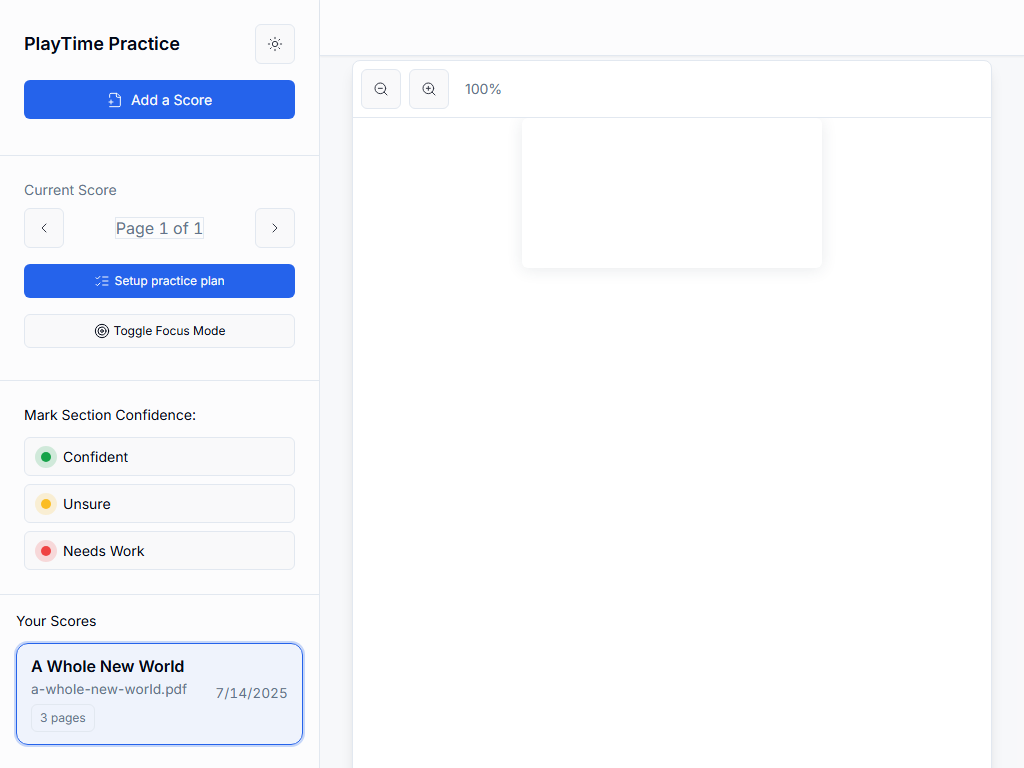 PlayTime Practice
Add a Score
100%
Current Score
Page 1 of 1
Setup practice plan
Toggle Focus Mode
Mark Section Confidence:
Confident
Unsure
Needs Work
Your Scores
A Whole New World
a-whole-new-world.pdf
7/14/2025
3 pages